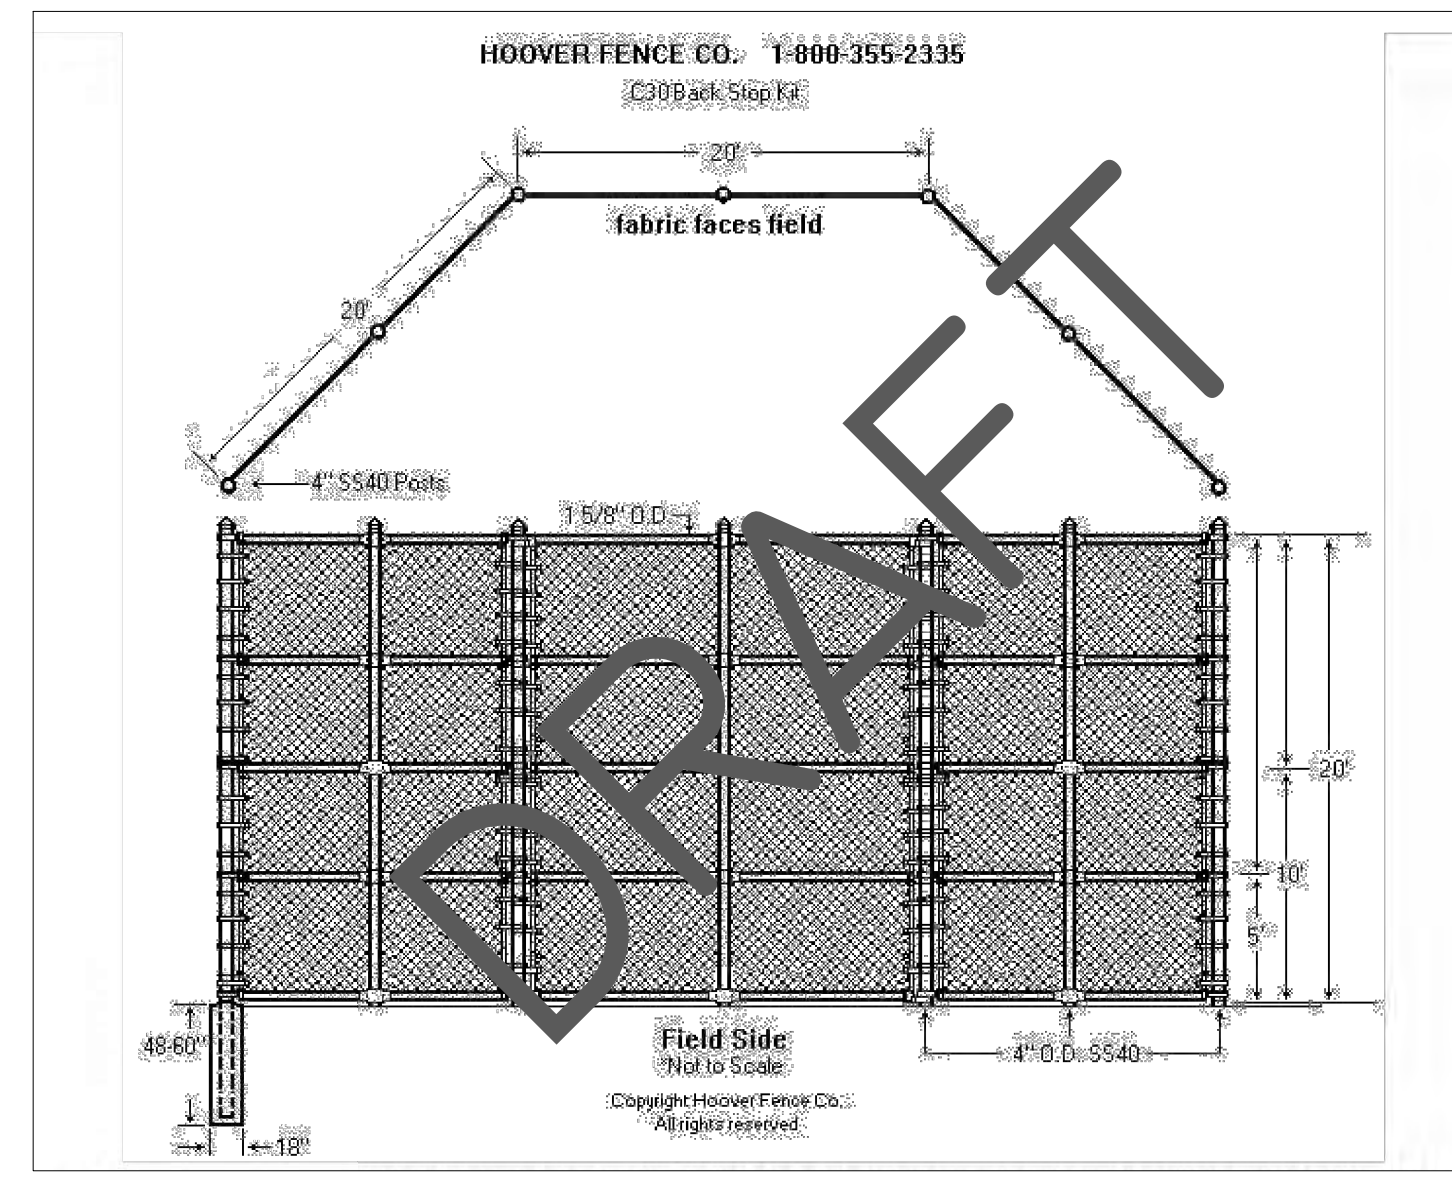 HOOVER FENCE CO. 1-800-355-2335
C30 Back Stop Kit
20'
fabric faces field
20'
4" SS40 Posts
1 5/8" O.D
20'
10'
5'
48-60"
Field Side
*Not to Scale
4" O.D. SS40
Copyright Hoover Fence Co.
All rights reserved
18"
DRAFT